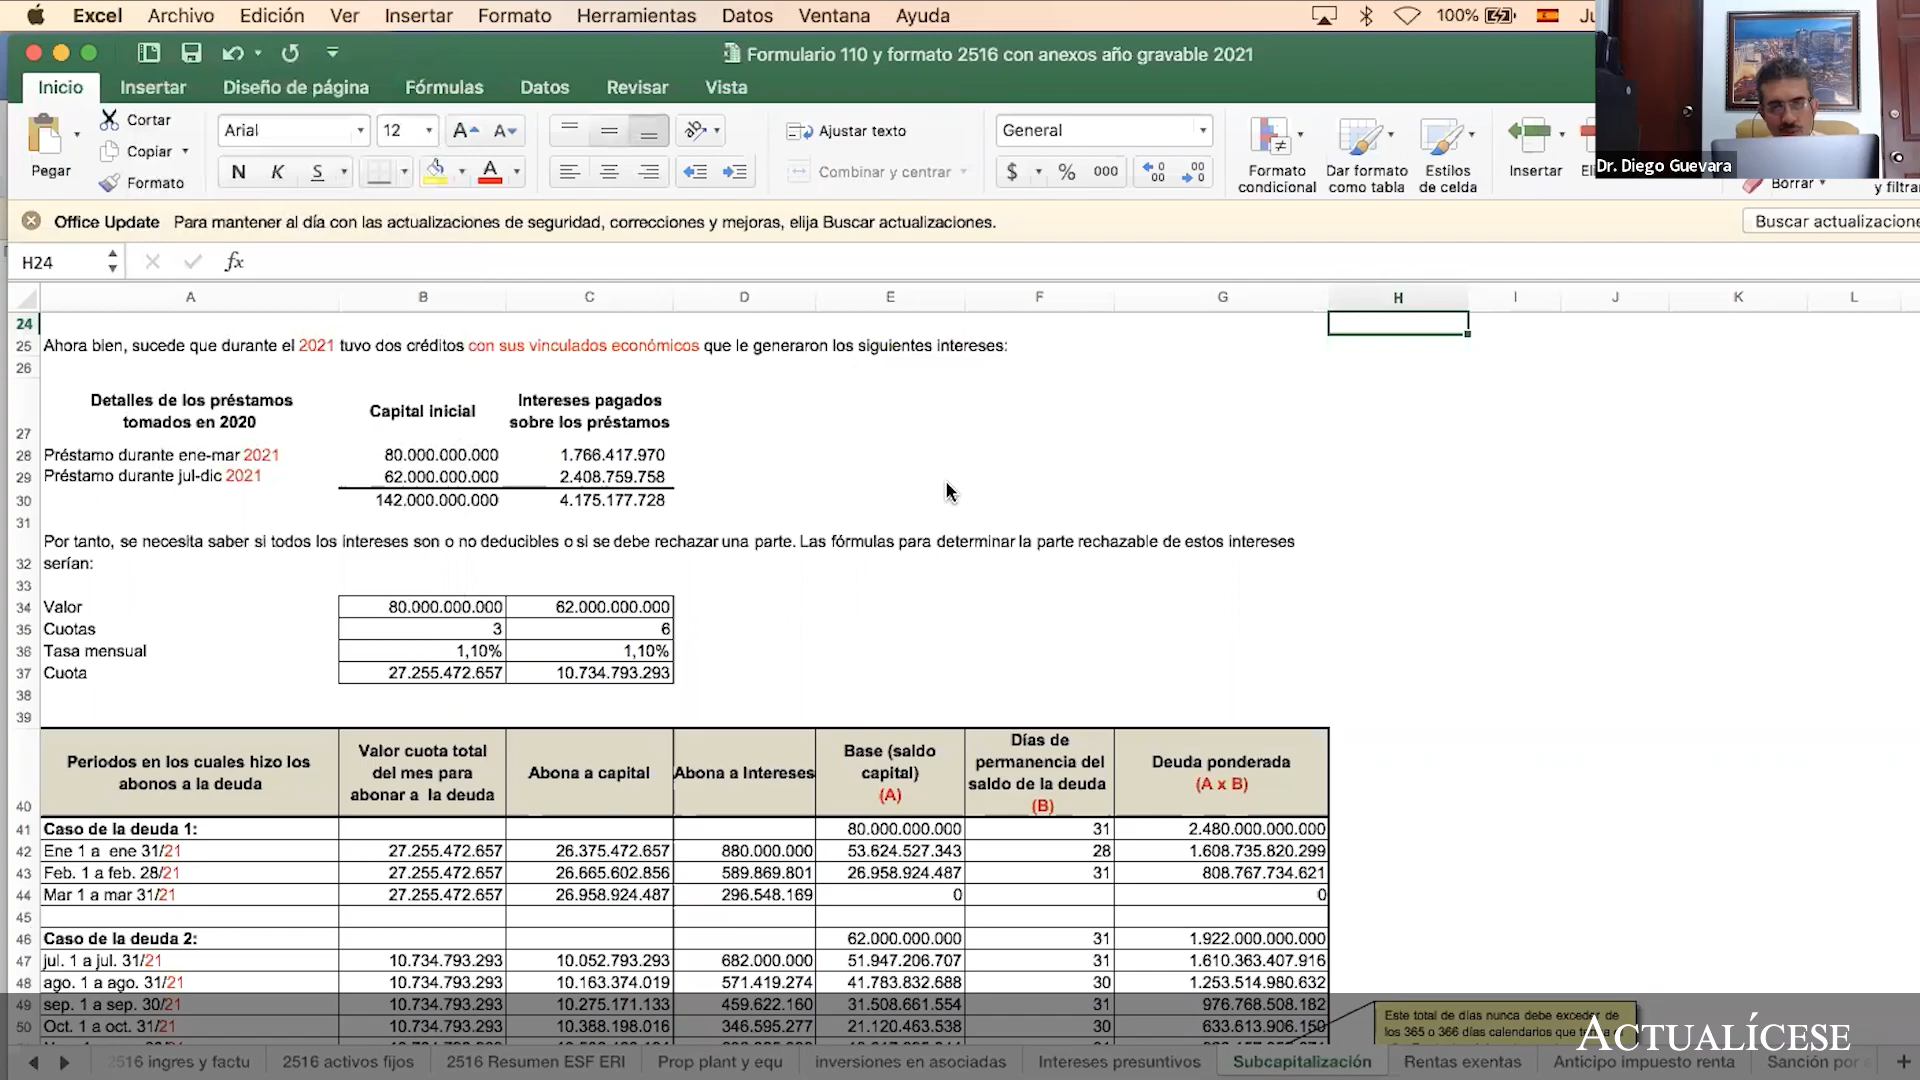 Excel Archivo Edición Ver Insertar Formato Herramientas Datos Ventana Ayuda 100%
Formulario 110 y formato 2516 con anexos año gravable 2021
Inicio Insertar Diseño de página Fórmulas Datos Revisar Vista
Pegar Cortar Copiar Formato
Arial 12 A A
N K S A
Ajustar texto
Combinar y centrar
General
$ % 000
Formato condicional
Dar formato como tabla
Estilos de celda
Insertar
Borrar
y filtrar
Dr. Diego Guevara
Office Update Para mantener al día con las actualizaciones de seguridad, correcciones y mejoras, elija Buscar actualizaciones.
Buscar actualizacione
H24 fx
A B C D E F G H I J K L
24
25 Ahora bien, sucede que durante el 2021 tuvo dos créditos con sus vinculados económicos que le generaron los siguientes intereses:
26
27 Detalles de los préstamos tomados en 2020 Capital inicial Intereses pagados sobre los préstamos
28 Préstamo durante ene-mar 2021 80.000.000.000 1.766.417.970
29 Préstamo durante jul-dic 2021 62.000.000.000 2.408.759.758
30 142.000.000.000 4.175.177.728
31
Por tanto, se necesita saber si todos los intereses son o no deducibles o si se debe rechazar una parte. Las fórmulas para determinar la parte rechazable de estos intereses
32 serían:
33
34 Valor 80.000.000.000 62.000.000.000
35 Cuotas 3 6
36 Tasa mensual 1,10% 1,10%
37 Cuota 27.255.472.657 10.734.793.293
38
39
40 Periodos en los cuales hizo los abonos a la deuda Valor cuota total del mes para abonar a la deuda Abona a capital Abona a Intereses Base (saldo capital) (A) Días de permanencia del saldo de la deuda (B) Deuda ponderada (A x B)
41 Caso de la deuda 1: 80.000.000.000 31 2.480.000.000.000
42 Ene 1 a ene 31/21 27.255.472.657 26.375.472.657 880.000.000 53.624.527.343 28 1.608.735.820.299
43 Feb. 1 a feb. 28/21 27.255.472.657 26.665.602.856 589.869.801 26.958.924.487 31 808.767.734.621
44 Mar 1 a mar 31/21 27.255.472.657 26.958.924.487 296.548.169 0 0
45
46 Caso de la deuda 2: 62.000.000.000 31 1.922.000.000.000
47 jul. 1 a jul. 31/21 10.734.793.293 10.052.793.293 682.000.000 51.947.206.707 31 1.610.363.407.916
48 ago. 1 a ago. 31/21 10.734.793.293 10.163.374.019 571.419.274 41.783.832.688 30 1.253.514.980.632
49 sep. 1 a sep. 30/21 10.734.793.293 10.275.171.133 459.622.160 31.508.661.554 31 976.768.508.182
50 Oct. 1 a oct. 31/21 10.734.793.293 10.388.198.016 346.595.277 21.120.463.538 30 633.613.906.150
Este total de días nunca debe exceder de
los 365 o 366 días calendarios que
ACTUALÍCESE
2516 ingres y factu 2516 activos fijos 2516 Resumen ESF ERI Prop plant y equ inversiones en asociadas Intereses presuntivos Subcapitalización Rentas exentas Anticipo impuesto renta Sanción por +